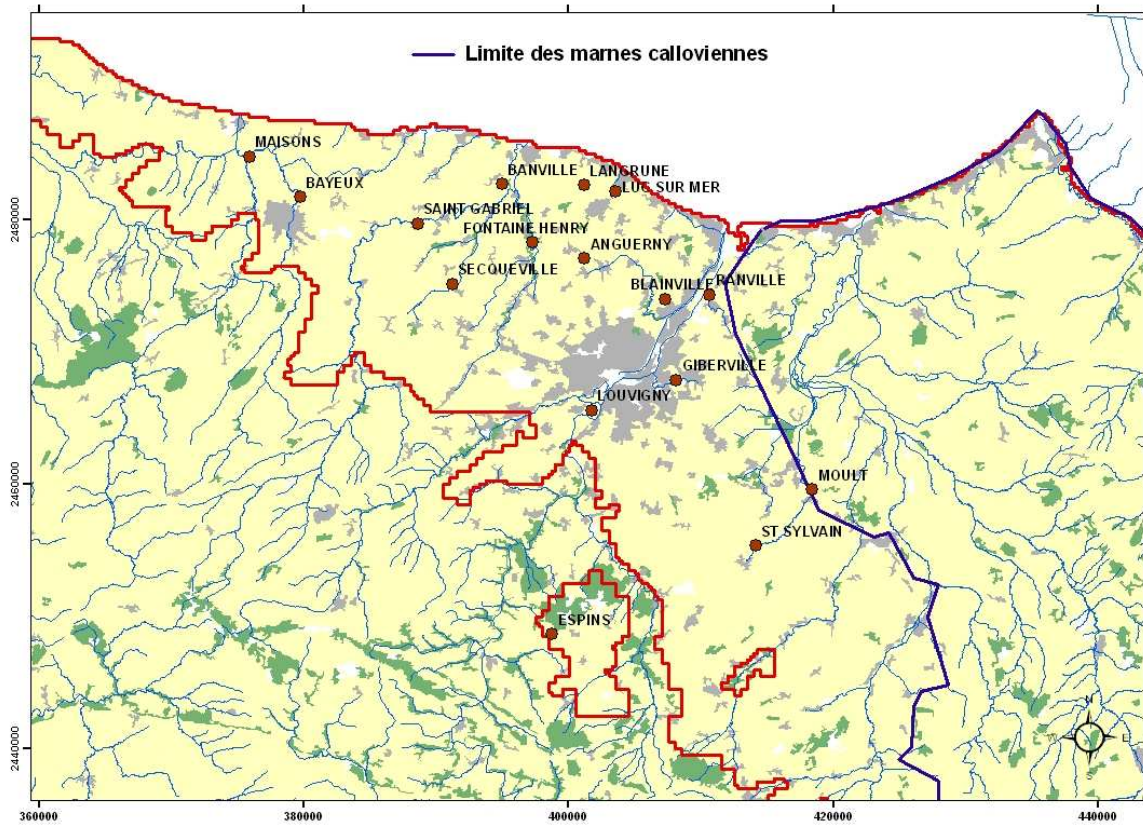 Limite des marnes calloviennes
MAISONS
BAYEUX
BANVILLE
LANGRUNE
LUC SUR MER
SAINT GABRIEL
FONTAINE HENRY
ANGUERNY
SECQUEVILLE
BLAINVILLE
RANVILLE
GIBERVILLE
LOUVIGNY
MOULT
ST SYLVAIN
ESPINS
2480000
2460000
2440000
N
W
E
S
360000
380000
400000
420000
440000